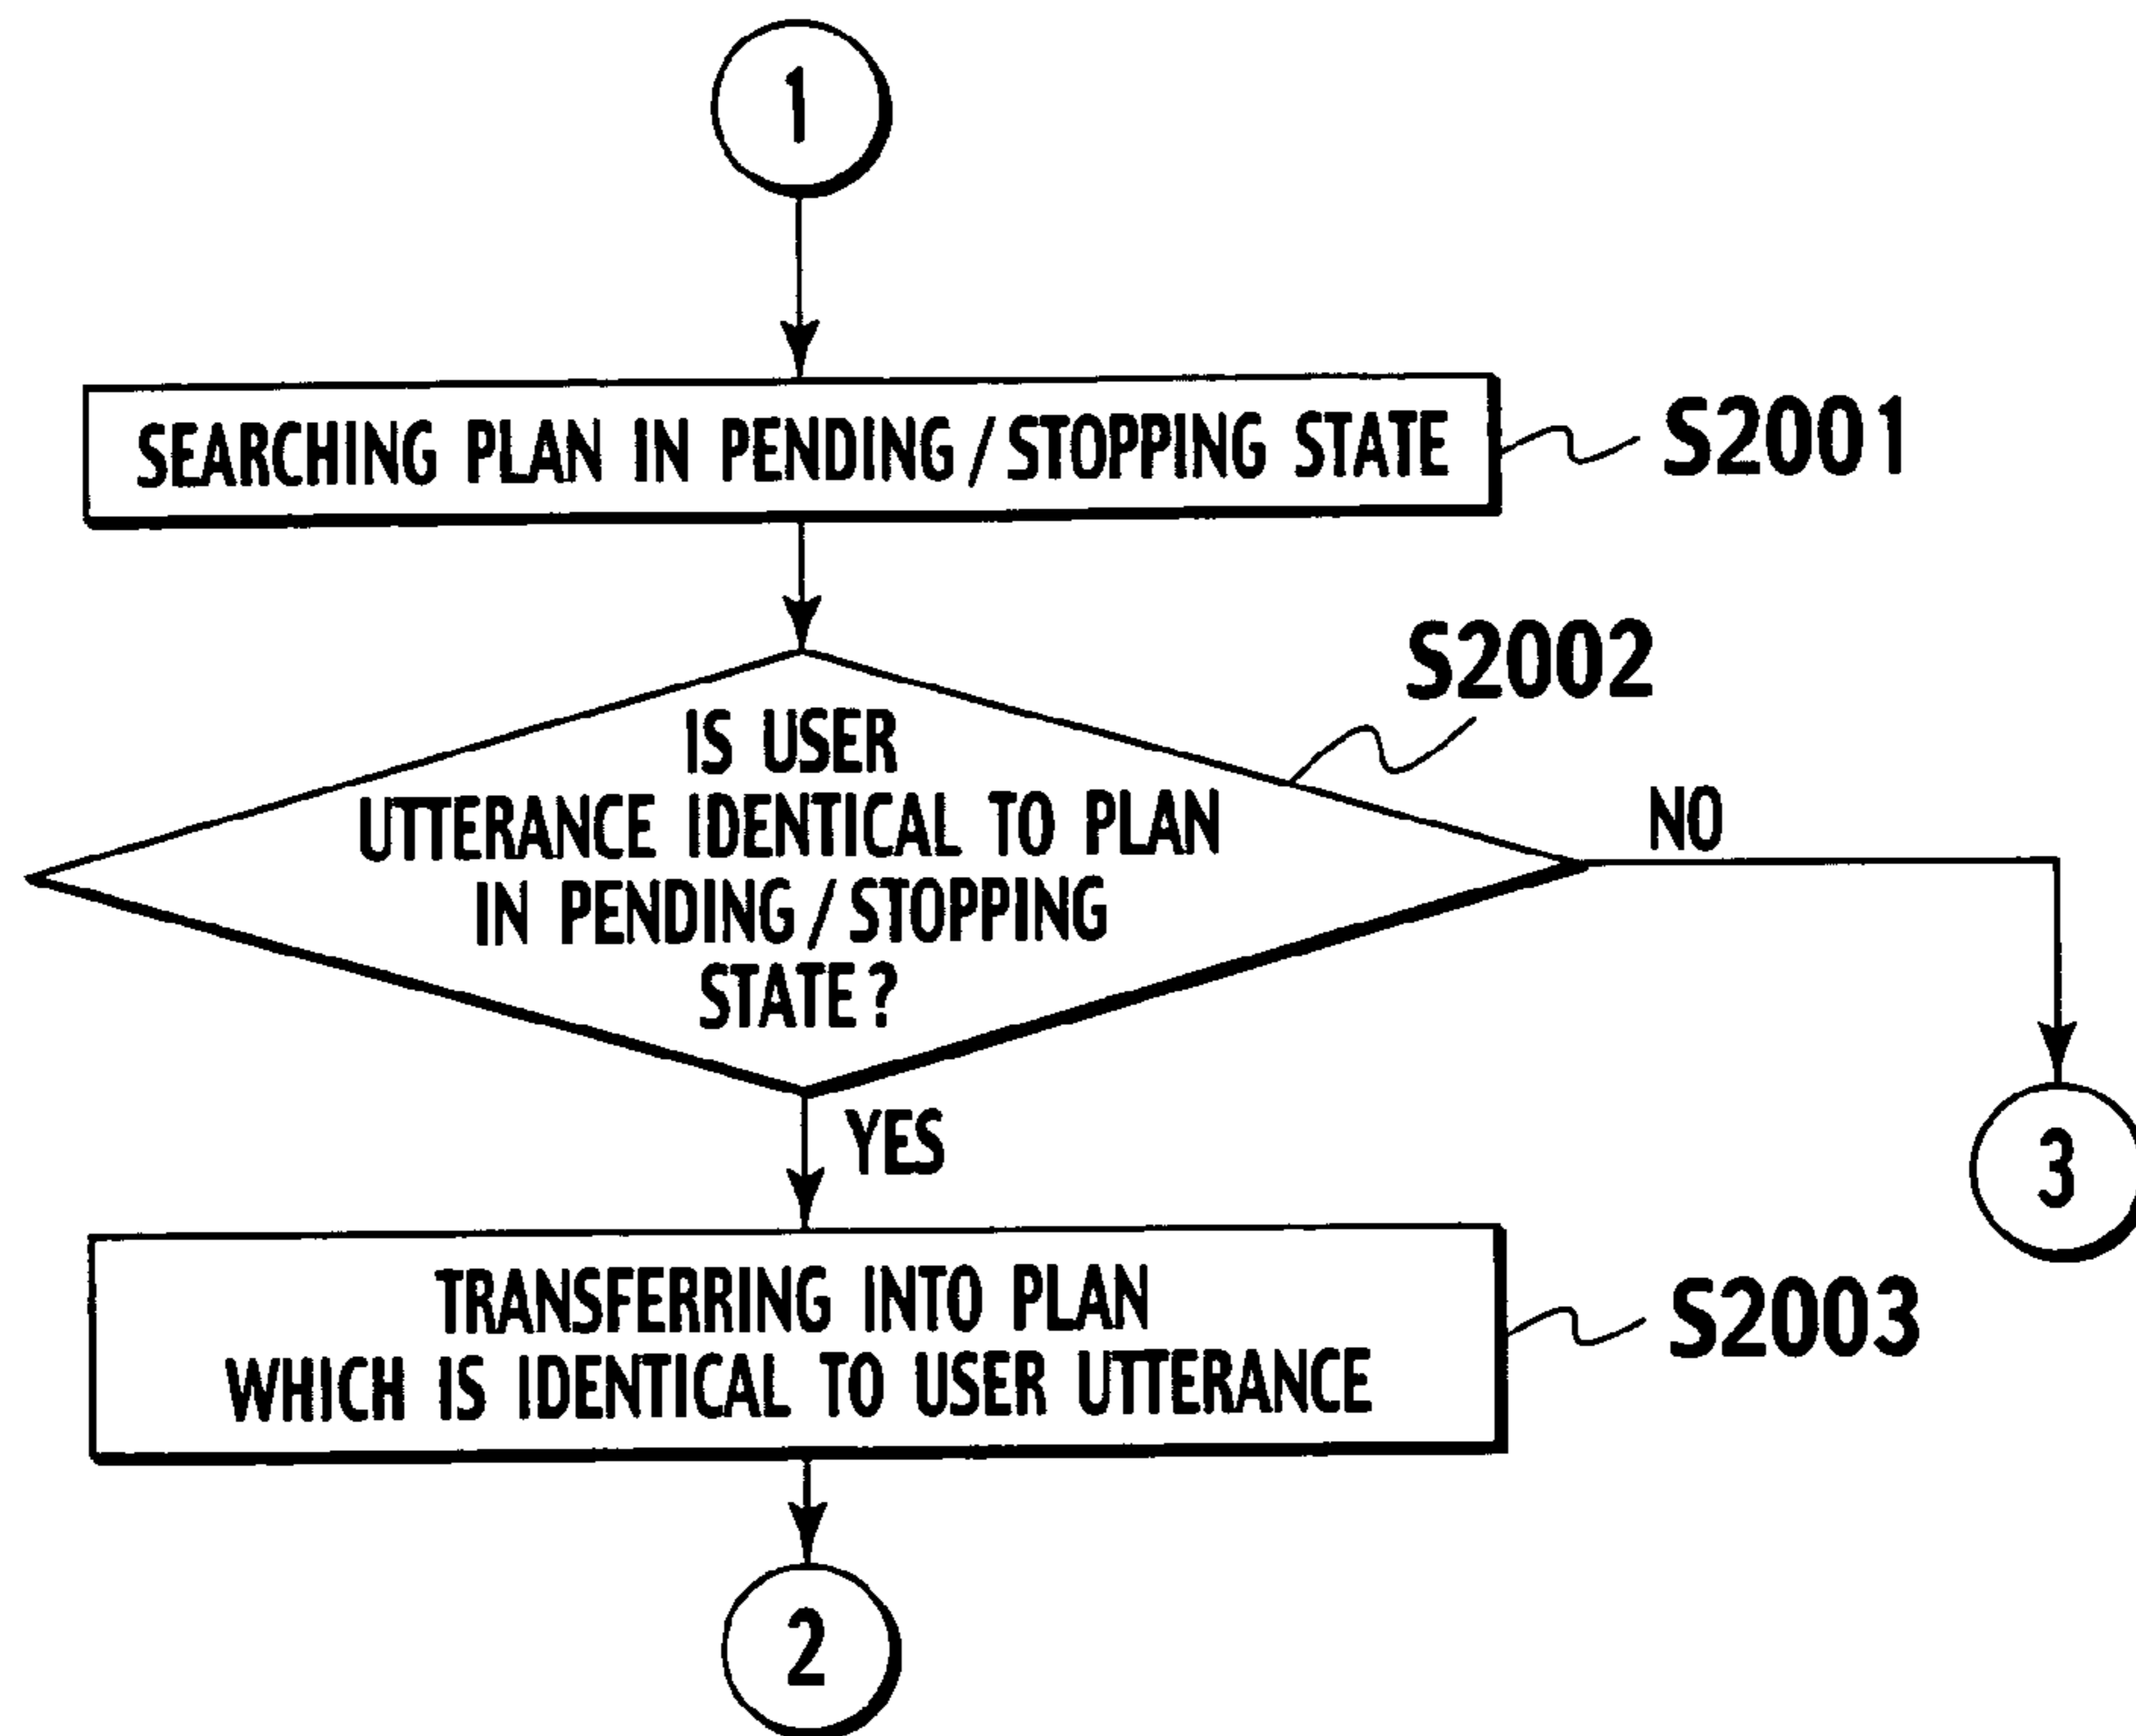 1
SEARCHING PLAN IN PENDING/STOPPING STATE
S2001
S2002
IS USER
UTTERANCE IDENTICAL TO PLAN
IN PENDING/STOPPING
STATE?
NO
YES
3
TRANSFERRING INTO PLAN
WHICH IS IDENTICAL TO USER UTTERANCE
S2003
2